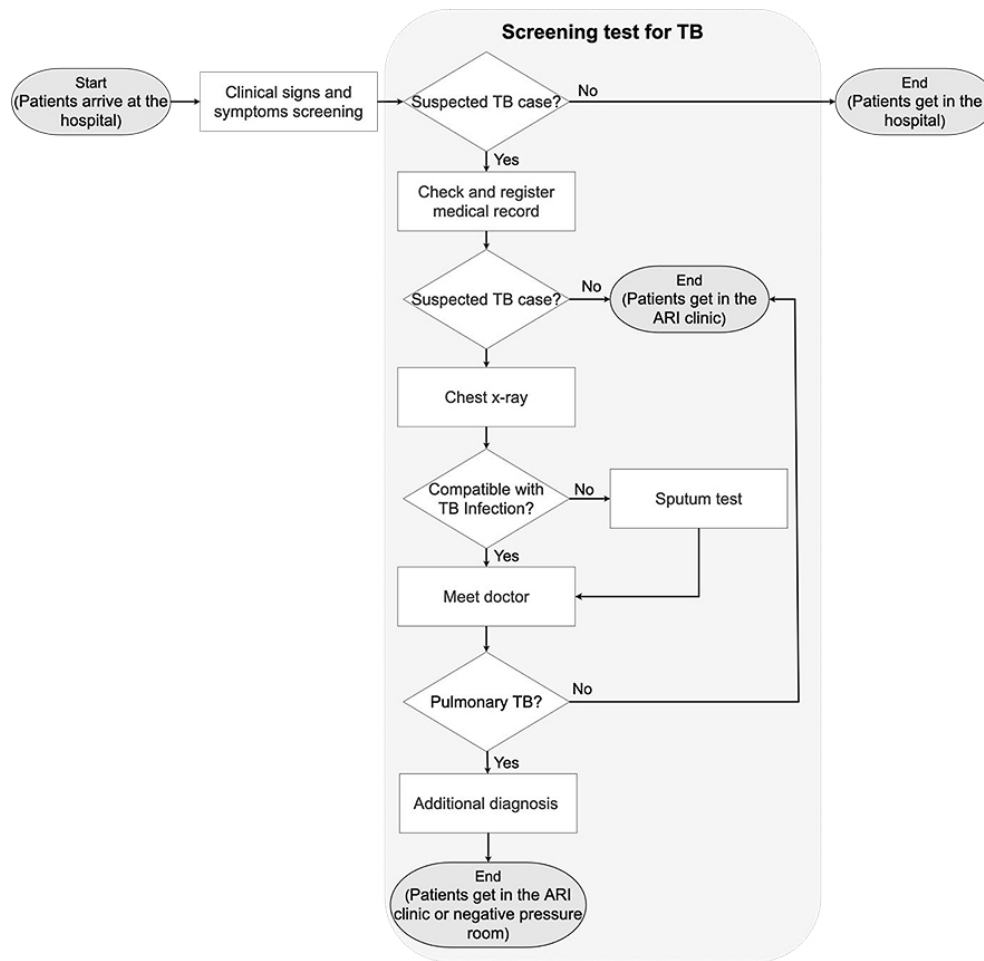 Screening test for TB
Start
(Patients arrive at the
hospital)
Clinical signs and
symptoms screening
Suspected TB case?
No
End
(Patients get in the
hospital)
Yes
Check and register
medical record
Suspected TB case?
No
End
(Patients get in the
ARI clinic)
Chest x-ray
Compatible with
TB Infection?
No
Sputum test
Yes
Meet doctor
Pulmonary TB?
No
Yes
Additional diagnosis
End
(Patients get in the ARI
clinic or negative pressure
room)